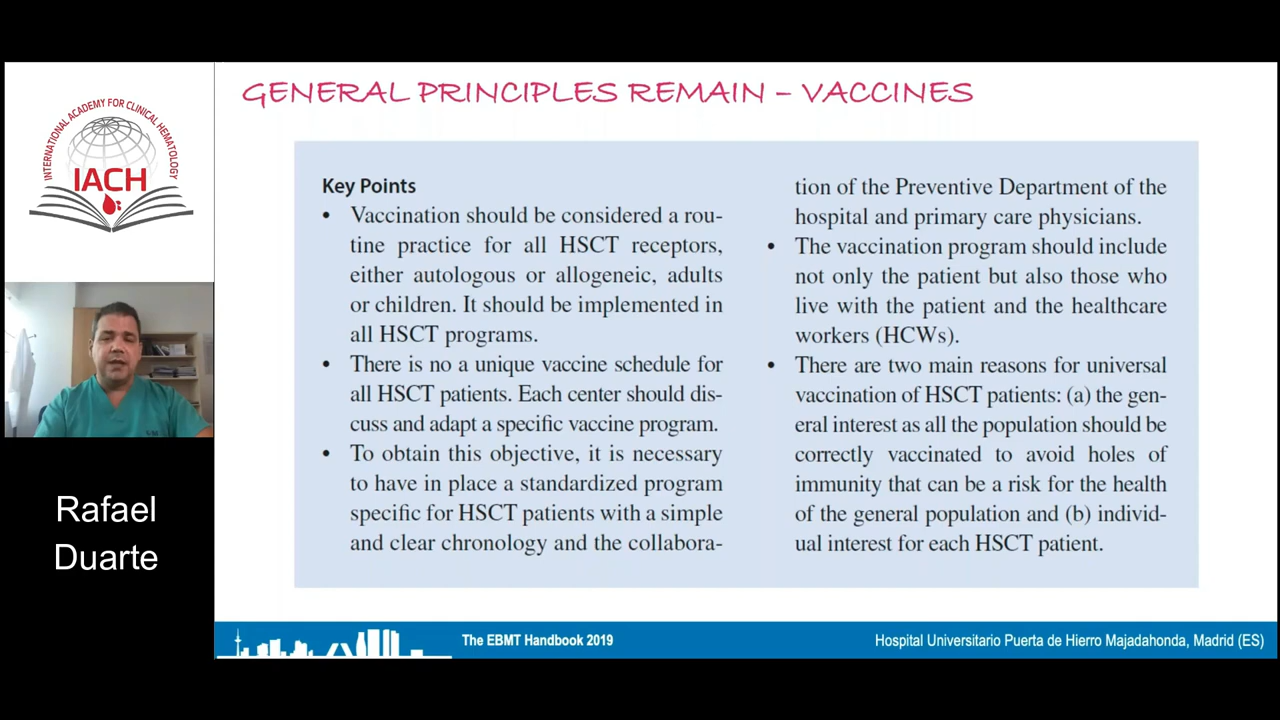 GENERAL PRINCIPLES REMAIN – VACCINES
INTERNATIONAL ACADEMY FOR CLINICAL HEMATOLOGY
IACH
Rafael
Duarte
Key Points
• Vaccination should be considered a rou-
tine practice for all HSCT receptors,
either autologous or allogeneic, adults
or children. It should be implemented in
all HSCT programs.
• There is no a unique vaccine schedule for
all HSCT patients. Each center should dis-
cuss and adapt a specific vaccine program.
• To obtain this objective, it is necessary
to have in place a standardized program
specific for HSCT patients with a simple
and clear chronology and the collabora-
tion of the Preventive Department of the
hospital and primary care physicians.
• The vaccination program should include
not only the patient but also those who
live with the patient and the healthcare
workers (HCWs).
• There are two main reasons for universal
vaccination of HSCT patients: (a) the gen-
eral interest as all the population should be
correctly vaccinated to avoid holes of
immunity that can be a risk for the health
of the general population and (b) individ-
ual interest for each HSCT patient.
The EBMT Handbook 2019
Hospital Universitario Puerta de Hierro Majadahonda, Madrid (ES)